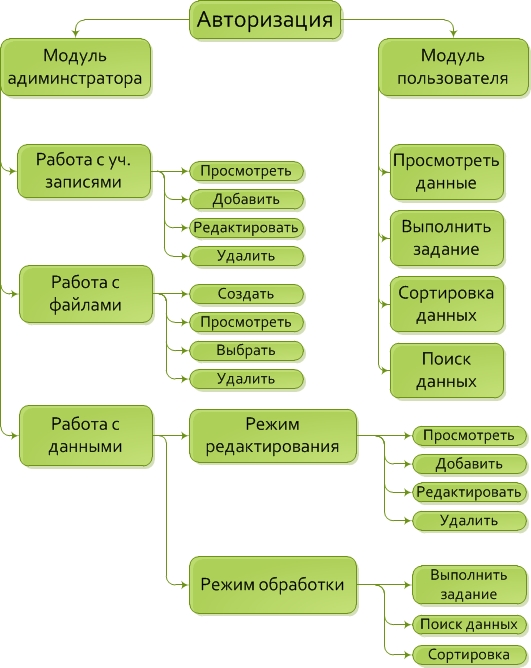 Авторизация
Модуль
адиминстратора
Модуль
пользователя
Работа с уч.
записями
Просмотреть
Добавить
Редактировать
Удалить
Работа с
файлами
Создать
Просмотреть
Выбрать
Удалить
Работа с
данными
Режим
редактирования
Просмотреть
Добавить
Редактировать
Удалить
Режим обработки
Выполнить
задание
Поиск данных
Сортировка
Просмотреть
данные
Выполнить
задание
Сортировка
данных
Поиск
данных